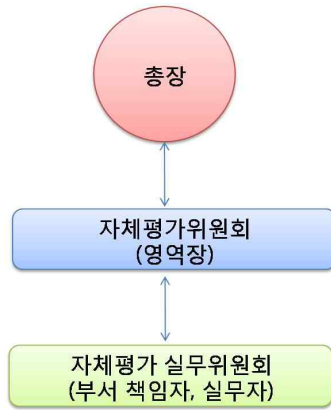 총장
자체평가위원회
(영역장)
자체평가 실무위원회
(부서 책임자, 실무자)